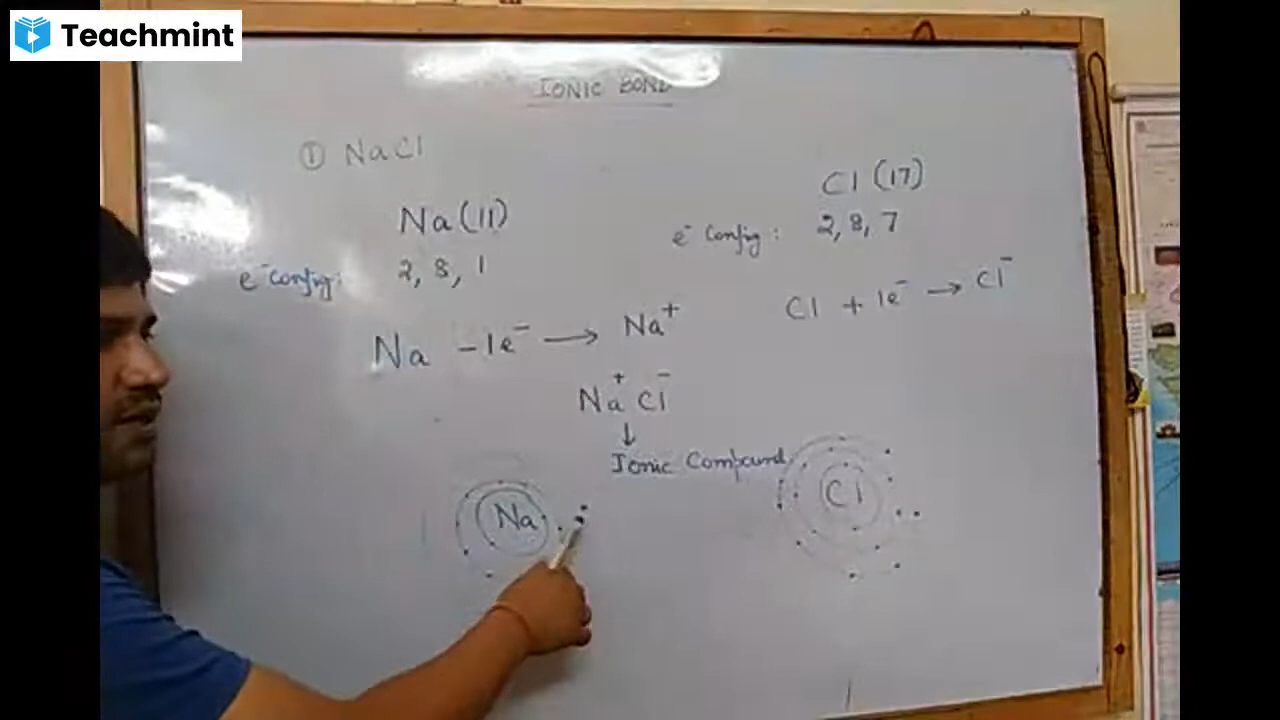 Teachmint
IONIC BOND
① NaCl
Na (11)
e⁻ Config: 2, 8, 1
Cl (17)
e⁻ Config: 2, 8, 7
Na - 1e⁻ → Na⁺
Cl + 1e⁻ → Cl⁻
Na⁺ Cl⁻
↓
Ionic Compound
Na
Cl